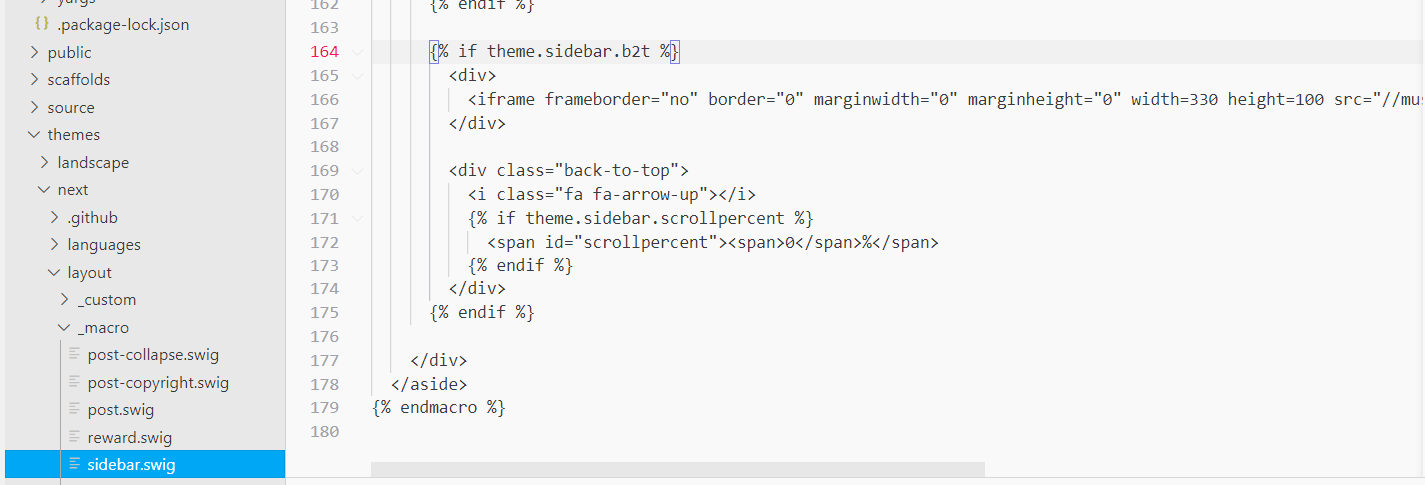 yargs
.package-lock.json
public
scaffolds
source
themes
landscape
next
.github
languages
layout
_custom
_macro
post-collapse.swig
post-copyright.swig
post.swig
reward.swig
sidebar.swig
162 {% endif %}
163
164 {% if theme.sidebar.b2t %}
165 <div>
166 <iframe frameborder="no" border="0" marginwidth="0" marginheight="0" width=330 height=100 src="//mus
167 </div>
168
169 <div class="back-to-top">
170 <i class="fa fa-arrow-up"></i>
171 {% if theme.sidebar.scrollpercent %}
172 <span id="scrollpercent"><span>0</span>%</span>
173 {% endif %}
174 </div>
175 {% endif %}
176
177 </div>
178 </aside>
179 {% endmacro %}
180